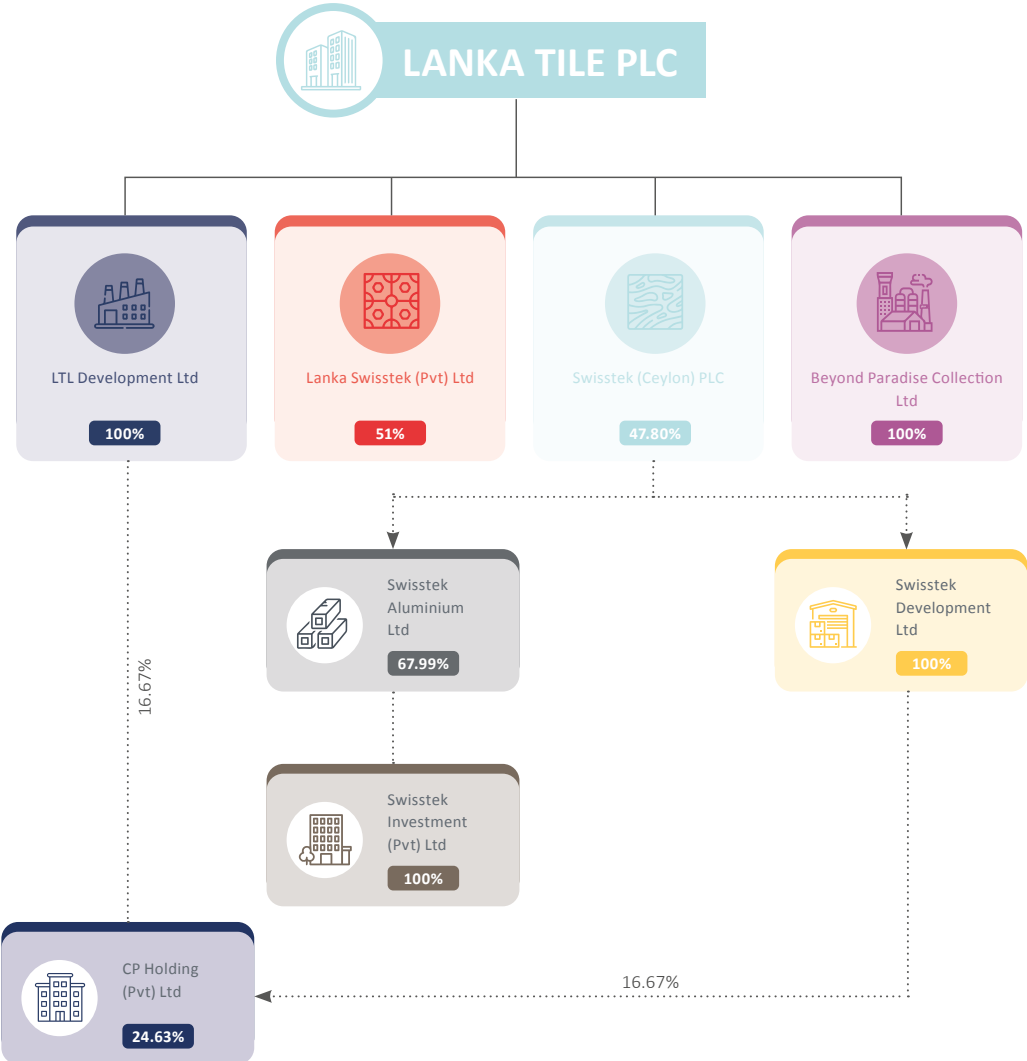 LANKA TILE PLC
LTL Development Ltd
100%
Lanka Swisstek (Pvt) Ltd
51%
Swisstek (Ceylon) PLC
47.80%
Beyond Paradise Collection
Ltd
100%
Swisstek
Aluminium
Ltd
67.99%
Swisstek
Development
Ltd
100%
16.67%
Swisstek
Investment
(Pvt) Ltd
100%
CP Holding
(Pvt) Ltd
24.63%
16.67%